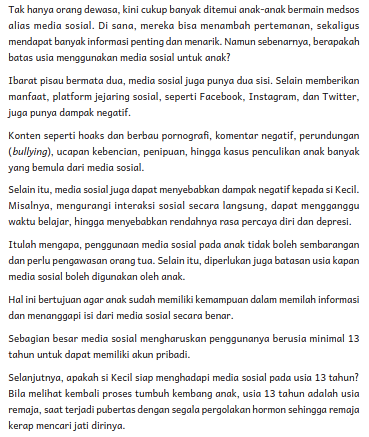 Tak hanya orang dewasa, kini cukup banyak ditemui anak-anak bermain medsos
alias media sosial. Di sana, mereka bisa menambah pertemanan, sekaligus
mendapat banyak informasi penting dan menarik. Namun sebenarnya, berapakah
batas usia menggunakan media sosial untuk anak?
Ibarat pisau bermata dua, media sosial juga punya dua sisi. Selain memberikan
manfaat, platform jejaring sosial, seperti Facebook, Instagram, dan Twitter,
juga punya dampak negatif.
Konten seperti hoaks dan berbau pornografi, komentar negatif, perundungan
(bullying), ucapan kebencian, penipuan, hingga kasus penculikan anak banyak
yang bemula dari media sosial.
Selain itu, media sosial juga dapat menyebabkan dampak negatif kepada si Kecil.
Misalnya, mengurangi interaksi sosial secara langsung, dapat mengganggu
waktu belajar, hingga menyebabkan rendahnya rasa percaya diri dan depresi.
Itulah mengapa, penggunaan media sosial pada anak tidak boleh sembarangan
dan perlu pengawasan orang tua. Selain itu, diperlukan juga batasan usia kapan
media sosial boleh digunakan oleh anak.
Hal ini bertujuan agar anak sudah memiliki kemampuan dalam memilah informasi
dan menanggapi isi dari media sosial secara benar.
Sebagian besar media sosial mengharuskan penggunanya berusia minimal 13
tahun untuk dapat memiliki akun pribadi.
Selanjutnya, apakah si Kecil siap menghadapi media sosial pada usia 13 tahun?
Bila melihat kembali proses tumbuh kembang anak, usia 13 tahun adalah usia
remaja, saat terjadi pubertas dengan segala pergolakan hormon sehingga remaja
kerap mencari jati dirinya.